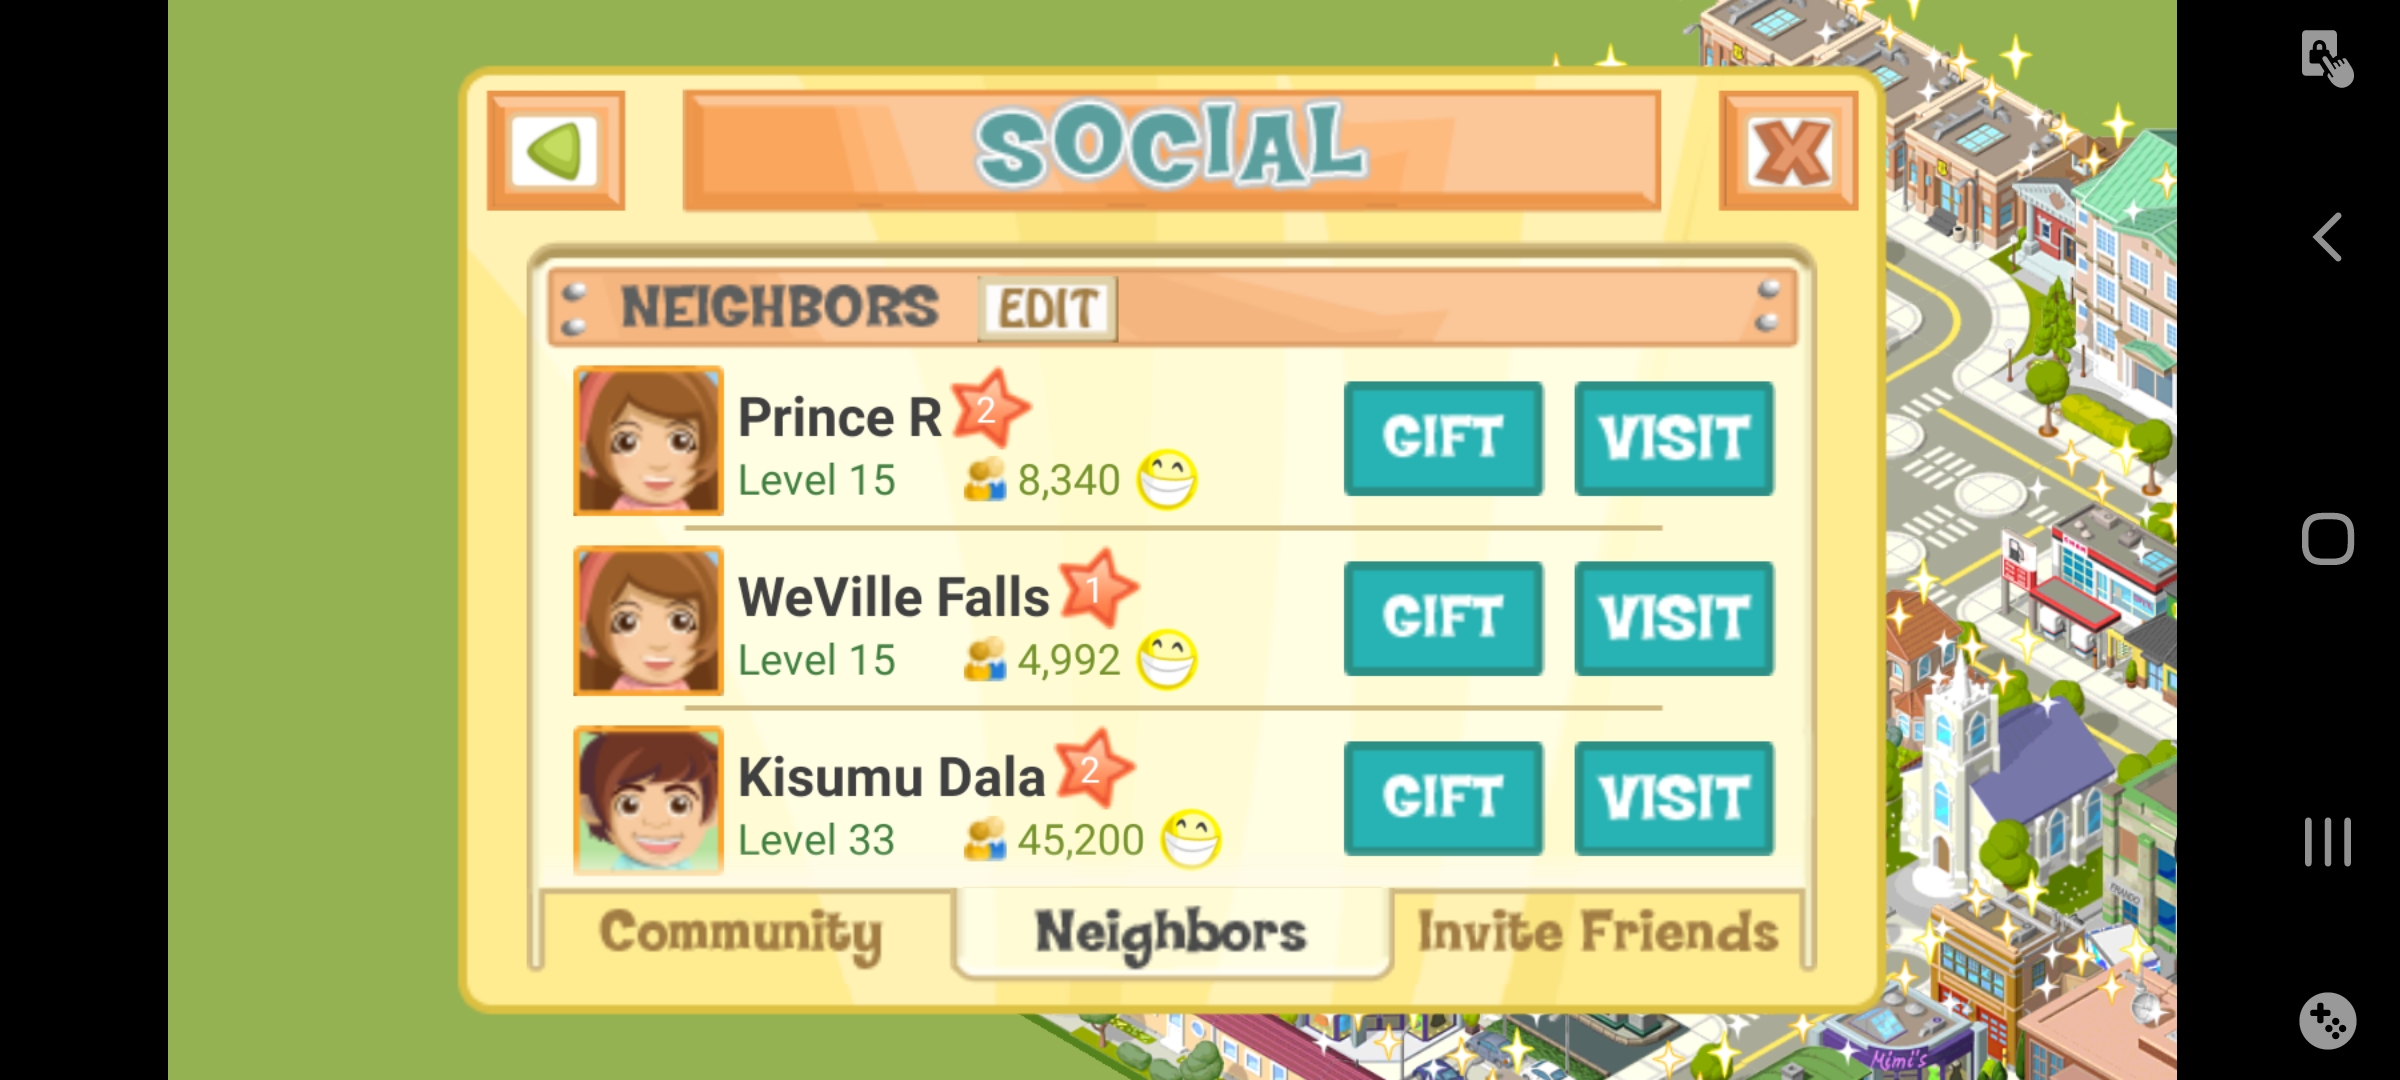 SOCIAL
NEIGHBORS EDIT
Prince R 2
Level 15 8,340
GIFT VISIT
WeVille Falls 1
Level 15 4,992
GIFT VISIT
Kisumu Dala 2
Level 33 45,200
GIFT VISIT
Community Neighbors Invite Friends
Mimi's